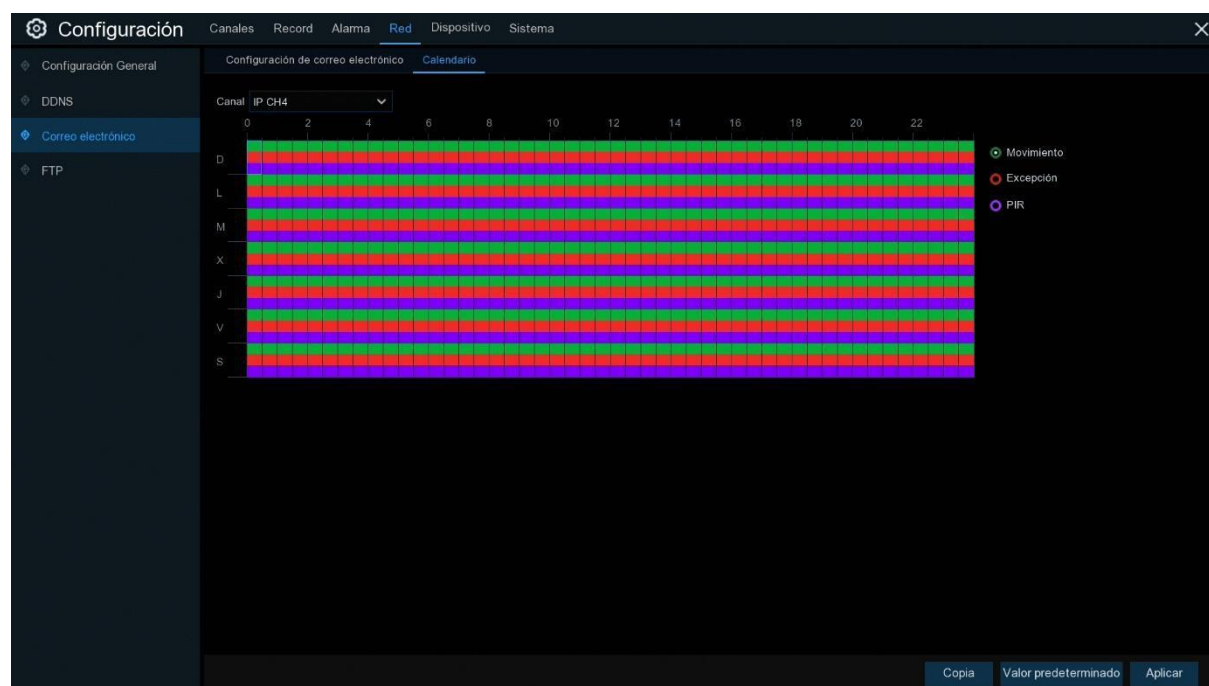 Configuración Canales Record Alarma Red Dispositivo Sistema
Configuración General
DDNS
Correo electrónico
FTP
Configuración de correo electrónico Calendario
Canal IP CH4
0 2 4 6 8 10 12 14 16 18 20 22
D
L
M
X
J
V
S
Movimiento
Excepción
PIR
Copia Valor predeterminado Aplicar